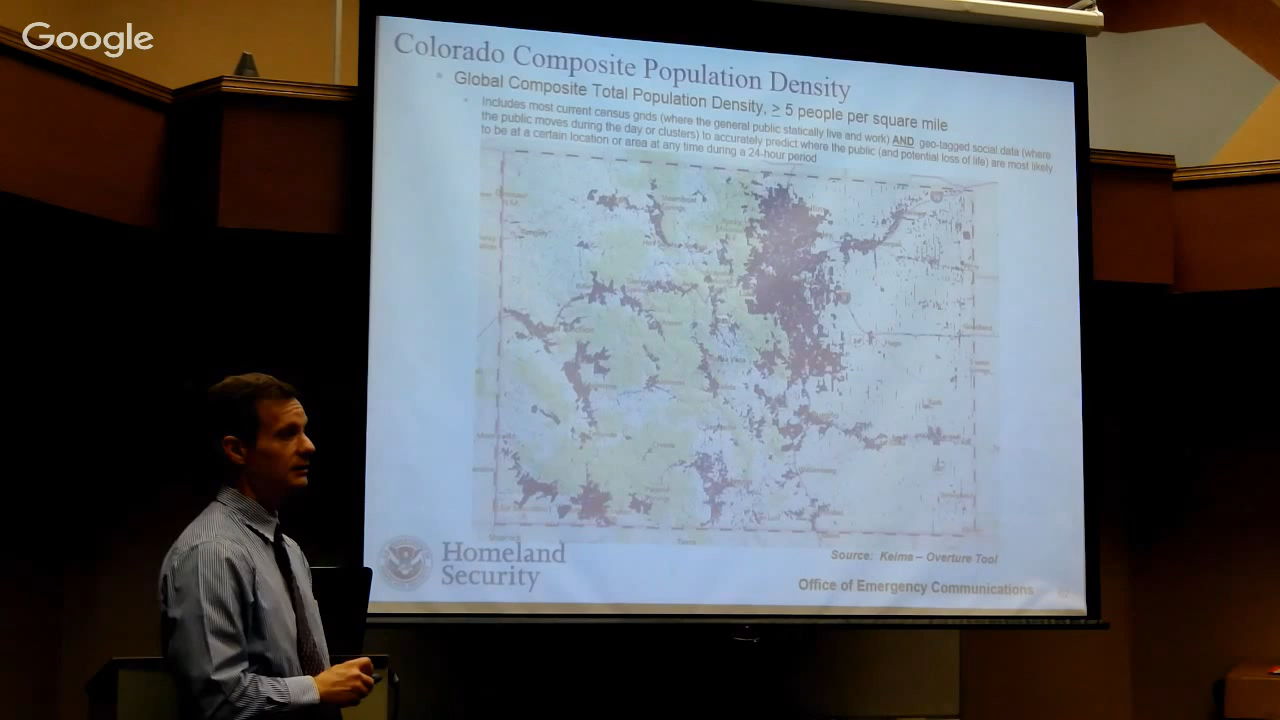 Google
Colorado Composite Population Density
Global Composite Total Population Density, ≥ 5 people per square mile
Includes most current census grids (where the general public statically live and work) AND geo-tagged social data (where
the public moves during the day or clusters) to accurately predict where the public (and potential loss of life) are most likely
to be at a certain location or area at any time during a 24-hour period
Homeland
Security
Source: Keima – Overture Tool
Office of Emergency Communications